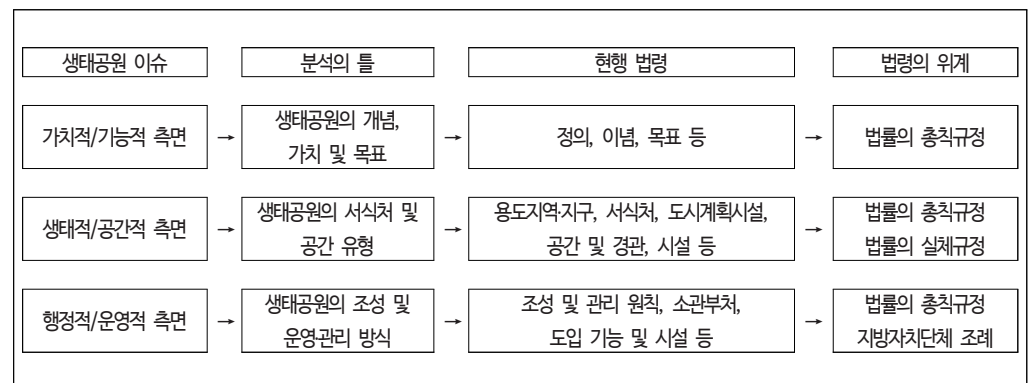 생태공원 이슈 분석의 틀 현행 법령 법령의 위계
가치적/기능적 측면 → 생태공원의 개념, 가치 및 목표 → 정의, 이념, 목표 등 → 법률의 총칙규정
생태적/공간적 측면 → 생태공원의 서식처 및 공간 유형 → 용도지역·지구, 서식처, 도시계획시설, 공간 및 경관, 시설 등 → 법률의 총칙규정 법률의 실체규정
행정적/운영적 측면 → 생태공원의 조성 및 운영·관리 방식 → 조성 및 관리 원칙, 소관부처, 도입 기능 및 시설 등 → 법률의 총칙규정 지방자치단체 조례